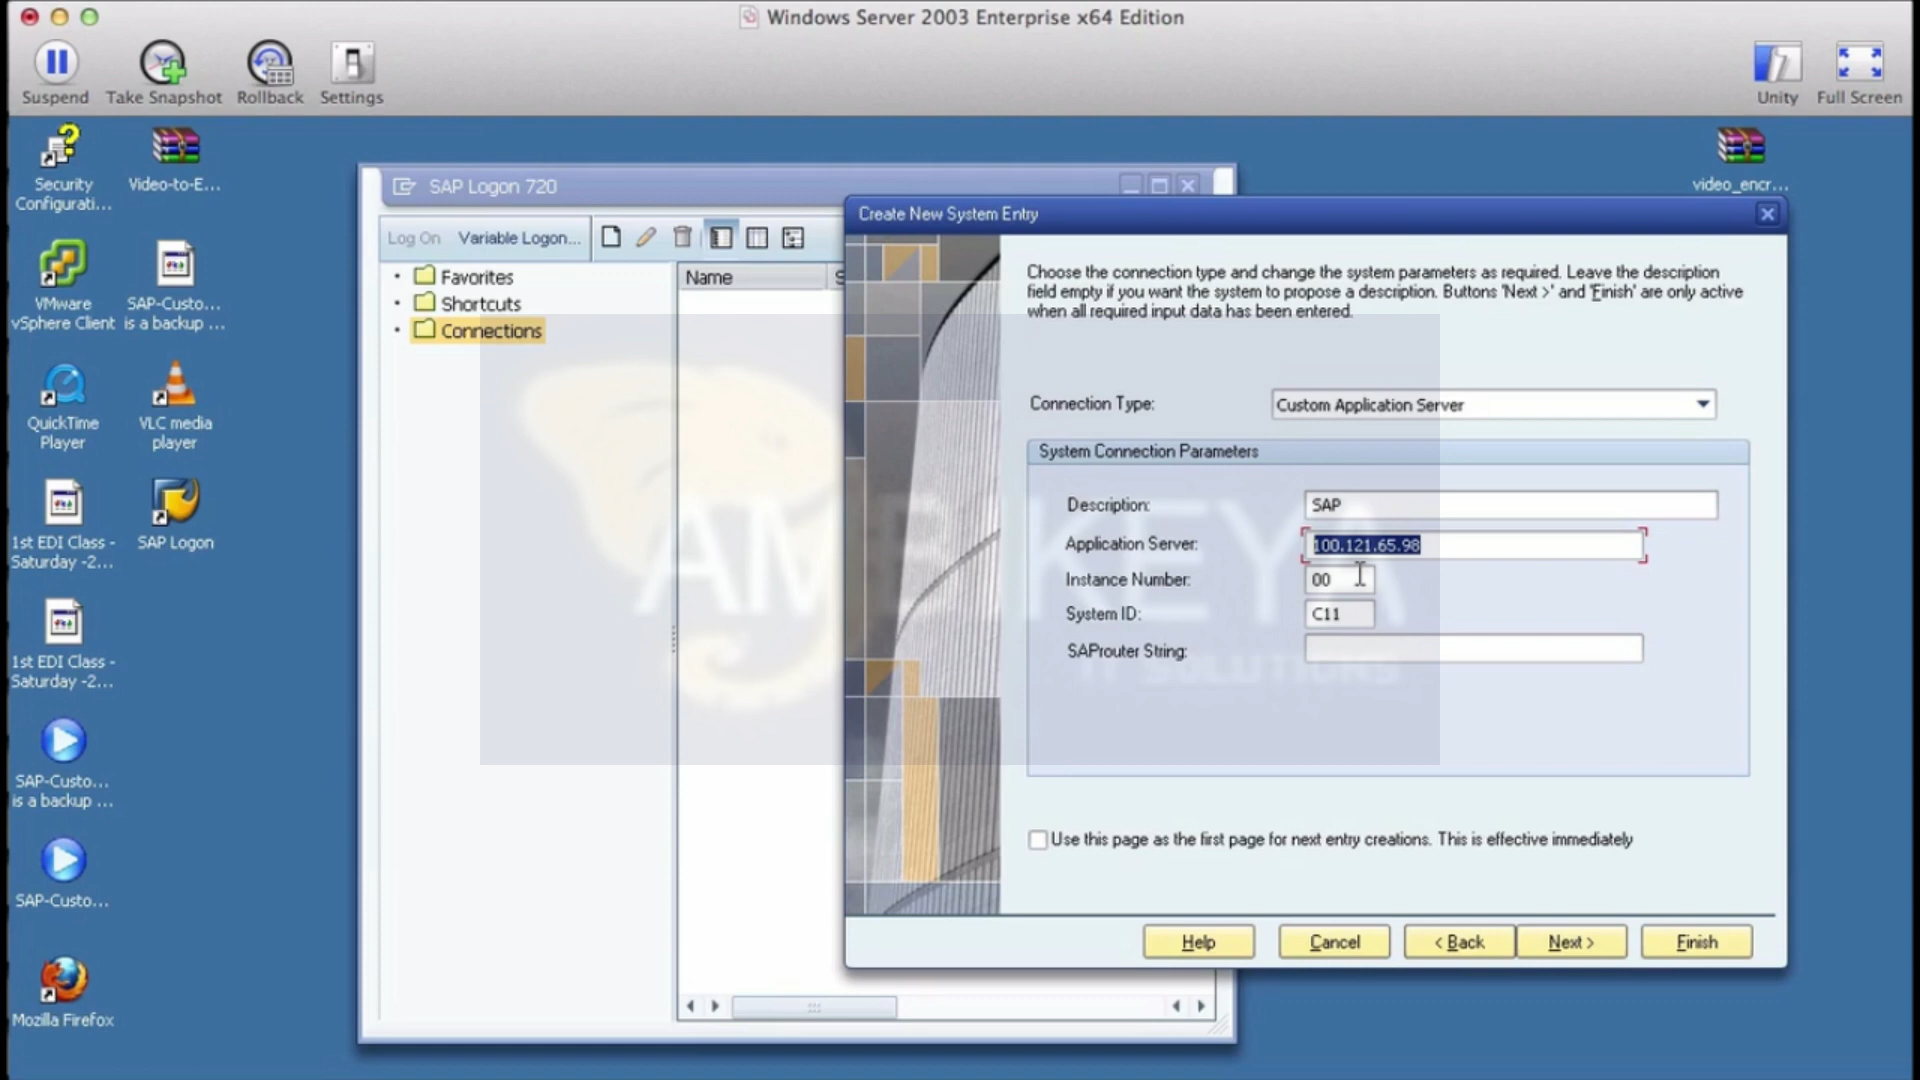 Windows Server 2003 Enterprise x64 Edition
Suspend
Take Snapshot
Rollback
Settings
Unity
Full Screen
Security
Configurati...
Video-to-E...
video_encr...
VMware
vSphere Client
SAP-Custo...
is a backup ...
QuickTime
Player
VLC media
player
1st EDI Class -
Saturday -2...
SAP Logon
1st EDI Class -
Saturday -2...
SAP-Custo...
is a backup ...
SAP-Custo...
Mozilla Firefox
SAP Logon 720
Log On
Variable Logon...
Favorites
Shortcuts
Connections
Name
S
Create New System Entry
Choose the connection type and change the system parameters as required. Leave the description
field empty if you want the system to propose a description. Buttons 'Next >' and 'Finish' are only active
when all required input data has been entered.
Connection Type:
Custom Application Server
System Connection Parameters
Description:
SAP
Application Server:
100.121.65.98
Instance Number:
00
System ID:
C11
SAProuter String:
Use this page as the first page for next entry creations. This is effective immediately
Help
Cancel
< Back
Next >
Finish
IT SOLUTIONS